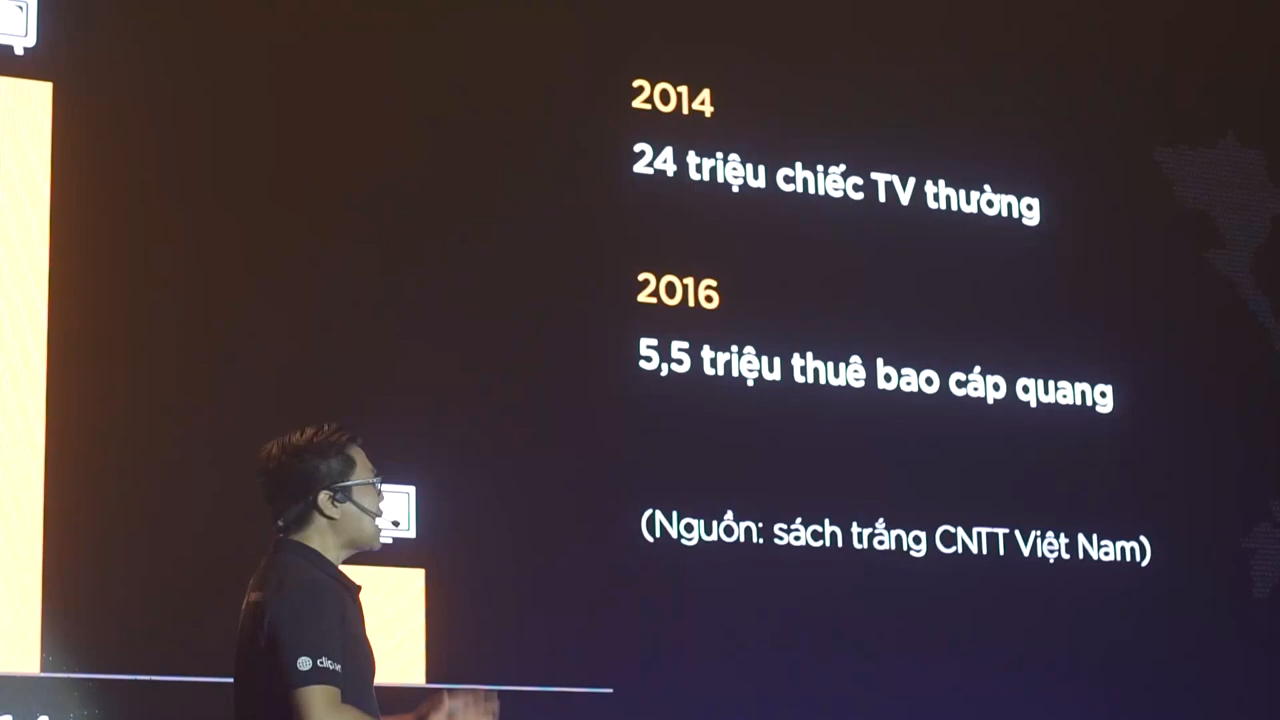 2014
24 triệu chiếc TV thường
2016
5,5 triệu thuê bao cáp quang
(Nguồn: sách trắng CNTT Việt Nam)